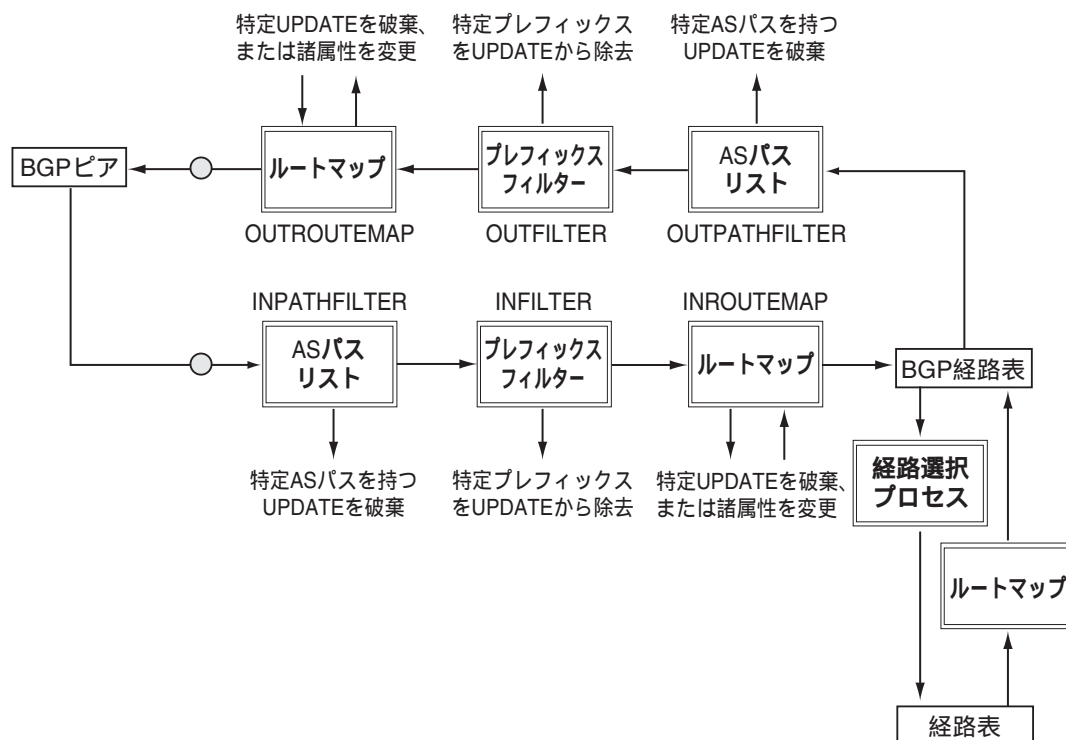 特定UPDATEを破棄、
または諸属性を変更
特定プレフィックス
をUPDATEから除去
特定ASパスを持つ
UPDATEを破棄
BGPピア
ルートマップ
プレフィックス
フィルター
ASパス
リスト
OUTROUTEMAP
OUTFILTER
OUTPATHFILTER
INPATHFILTER
INFILTER
INROUTEMAP
ASパス
リスト
プレフィックス
フィルター
ルートマップ
BGP経路表
特定ASパスを持つ
UPDATEを破棄
特定プレフィックス
をUPDATEから除去
特定UPDATEを破棄、
または諸属性を変更
経路選択
プロセス
ルートマップ
経路表